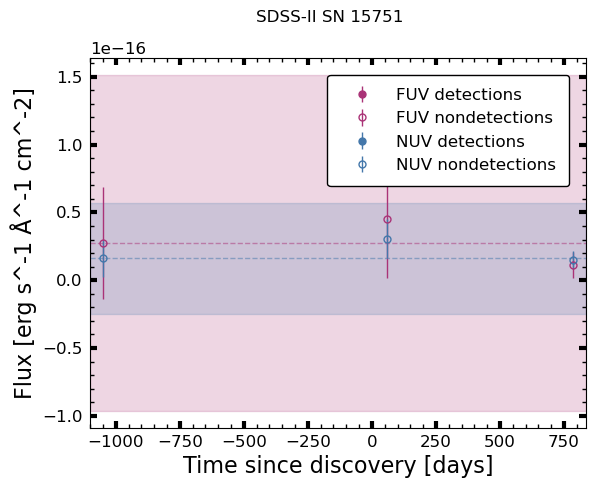 SDSS-II SN 15751
1e−16
FUV detections
FUV nondetections
NUV detections
NUV nondetections
1.5
1.0
0.5
0.0
−0.5
−1.0
Flux [erg s^-1 Å^-1 cm^-2]
−1000 −750 −500 −250 0 250 500 750
Time since discovery [days]